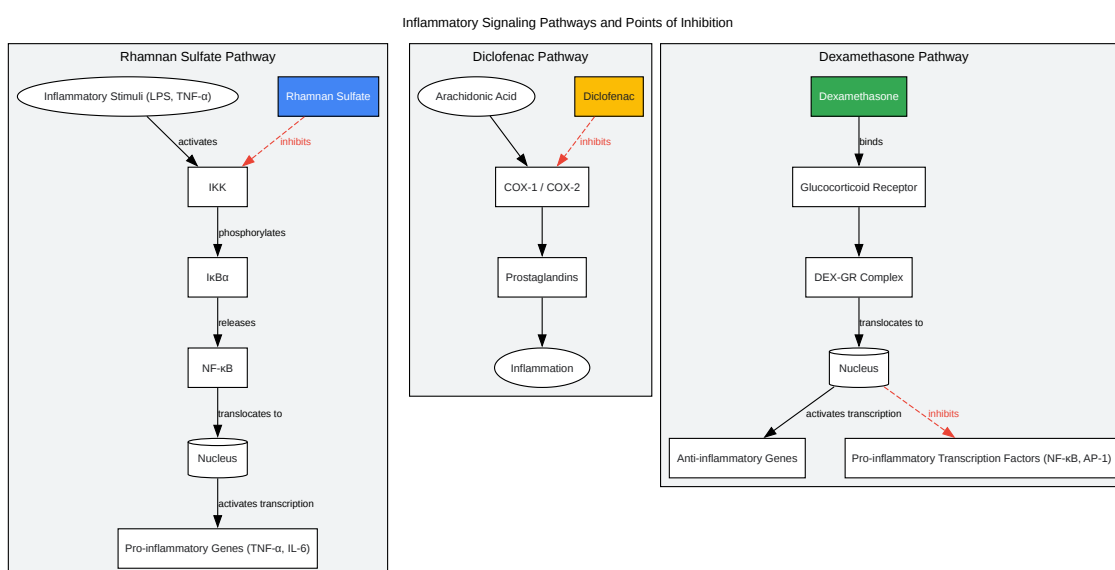 Inflammatory Signaling Pathways and Points of Inhibition
Rhamnan Sulfate Pathway
Inflammatory Stimuli (LPS, TNF-α)
Rhamnan Sulfate
activates
inhibits
IKK
phosphorylates
IκBα
releases
NF-κB
translocates to
Nucleus
activates transcription
Pro-inflammatory Genes (TNF-α, IL-6)
Diclofenac Pathway
Arachidonic Acid
Diclofenac
inhibits
COX-1 / COX-2
Prostaglandins
Inflammation
Dexamethasone Pathway
Dexamethasone
binds
Glucocorticoid Receptor
DEX-GR Complex
translocates to
Nucleus
activates transcription
inhibits
Anti-inflammatory Genes
Pro-inflammatory Transcription Factors (NF-κB, AP-1)